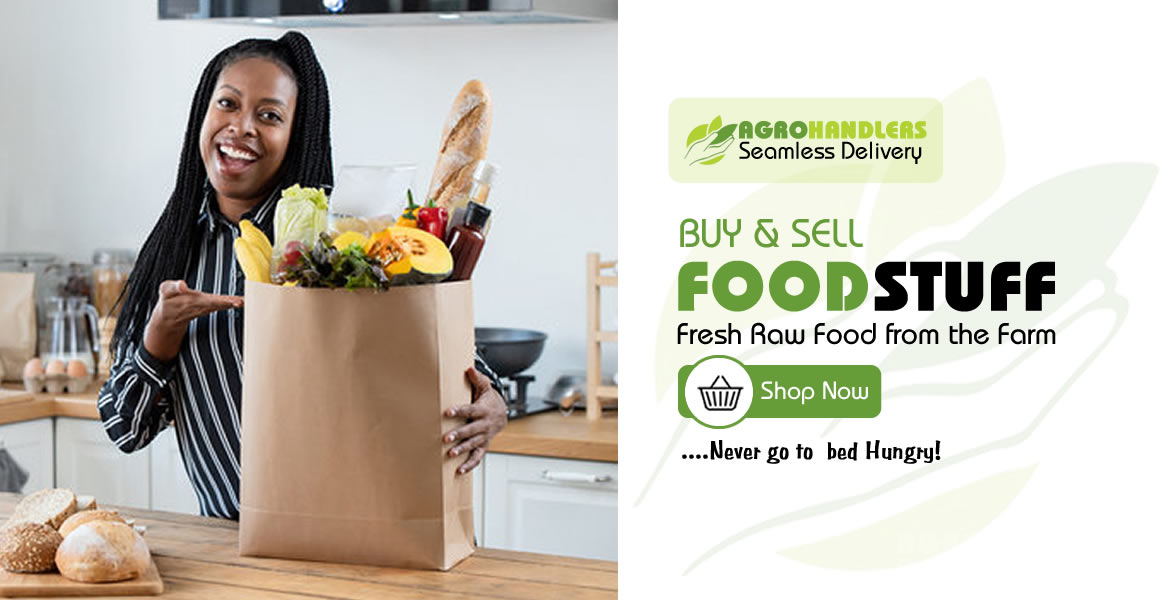 AGROHANDLERS
Seamless Delivery
BUY & SELL
FOODSTUFF
Fresh Raw Food from the Farm
Shop Now
....Never go to bed Hungry!